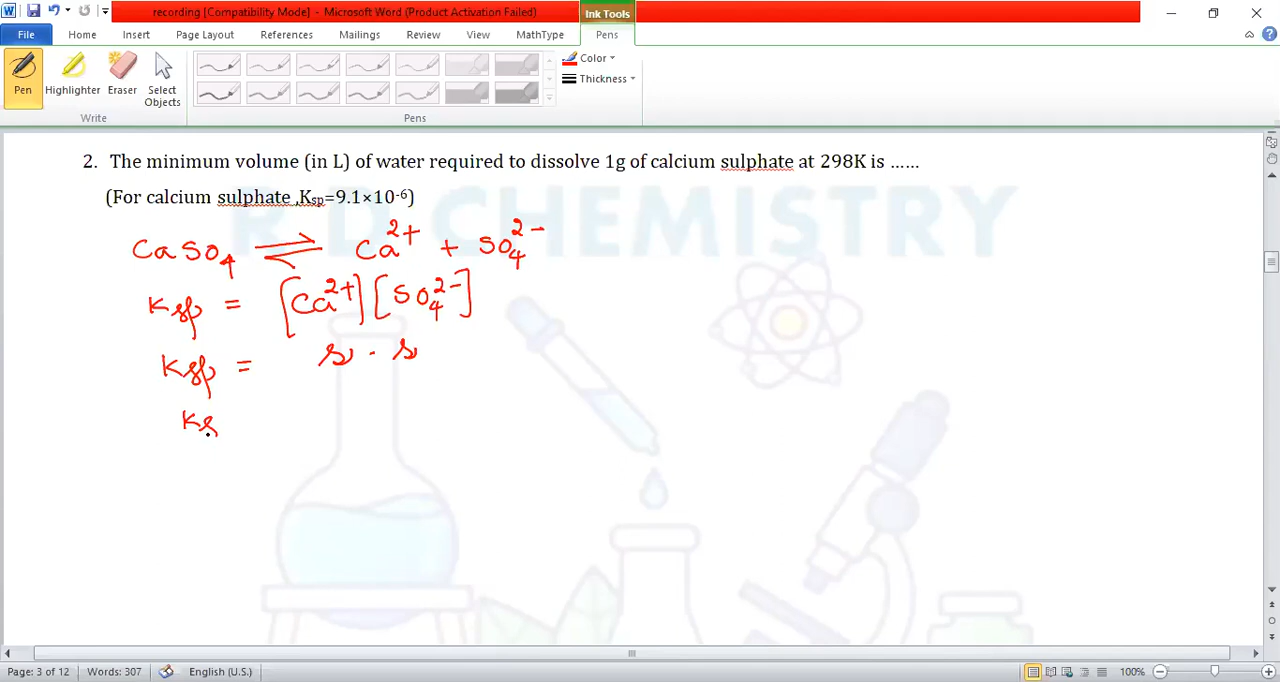 recording [Compatibility Mode] - Microsoft Word (Product Activation Failed)
Ink Tools
File Home Insert Page Layout References Mailings Review View MathType Pens
Pen
Highlighter
Eraser
Select Objects
Color
Thickness
Write
Pens
2. The minimum volume (in L) of water required to dissolve 1g of calcium sulphate at 298K is ......
(For calcium sulphate ,Ksp=9.1×10⁻⁶)
R D CHEMISTRY
CaSO₄ ⇌ Ca²⁺ + SO₄²⁻
Ksp = [Ca²⁺] [SO₄²⁻]
Ksp = s · s
Ks
Page: 3 of 12 Words: 307 English (U.S.) 100%